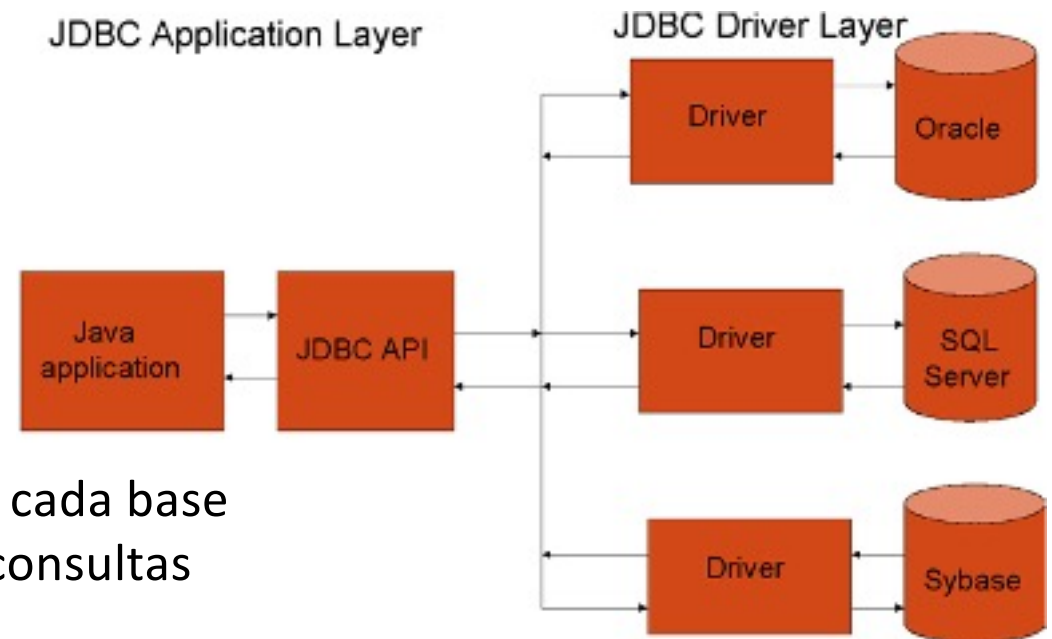 JDBC Application Layer
JDBC Driver Layer
Driver
Oracle
Java
application
JDBC API
Driver
SQL
Server
cada base
consultas
Driver
Sybase